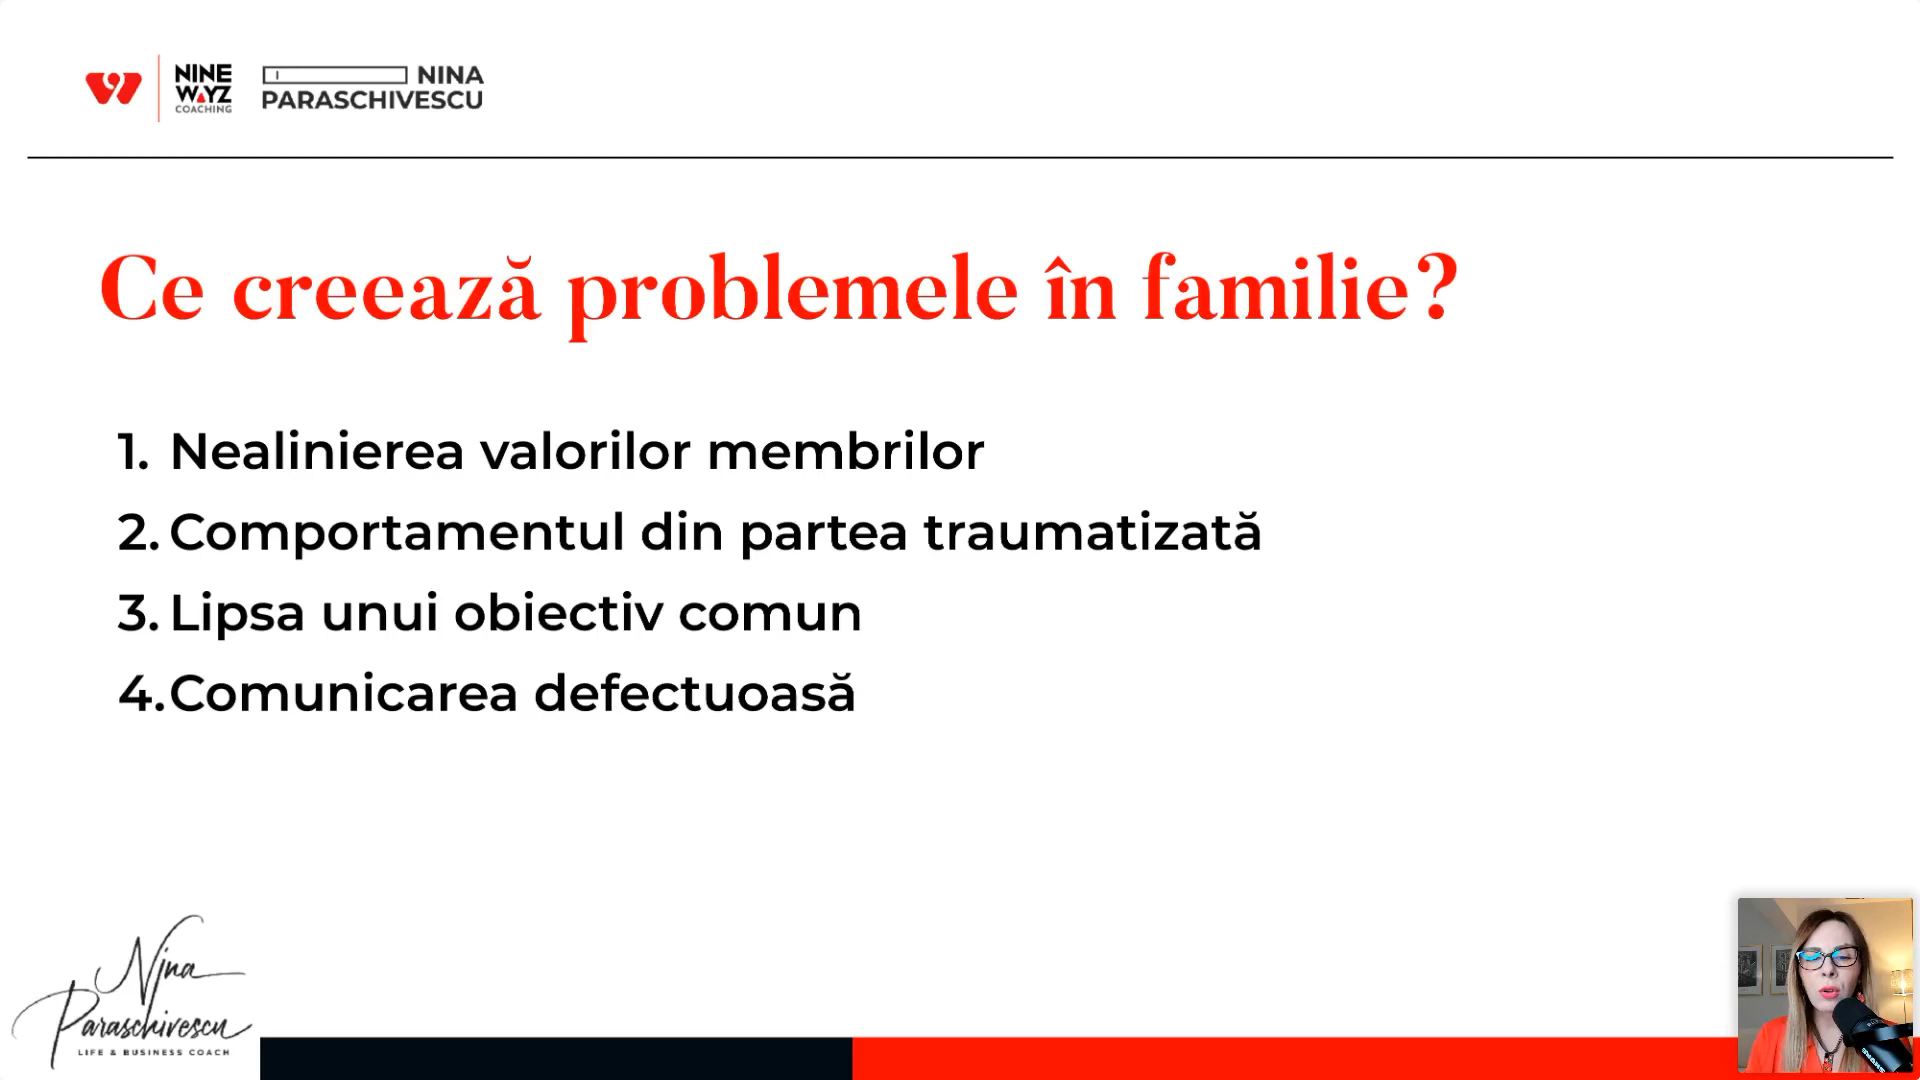 NINE
WAYZ
COACHING
NINA
PARASCHIVESCU
Ce creează problemele în familie?
1. Nealinierea valorilor membrilor
2. Comportamentul din partea traumatizată
3. Lipsa unui obiectiv comun
4. Comunicarea defectuoasă
Nina
Paraschivescu
LIFE & BUSINESS COACH